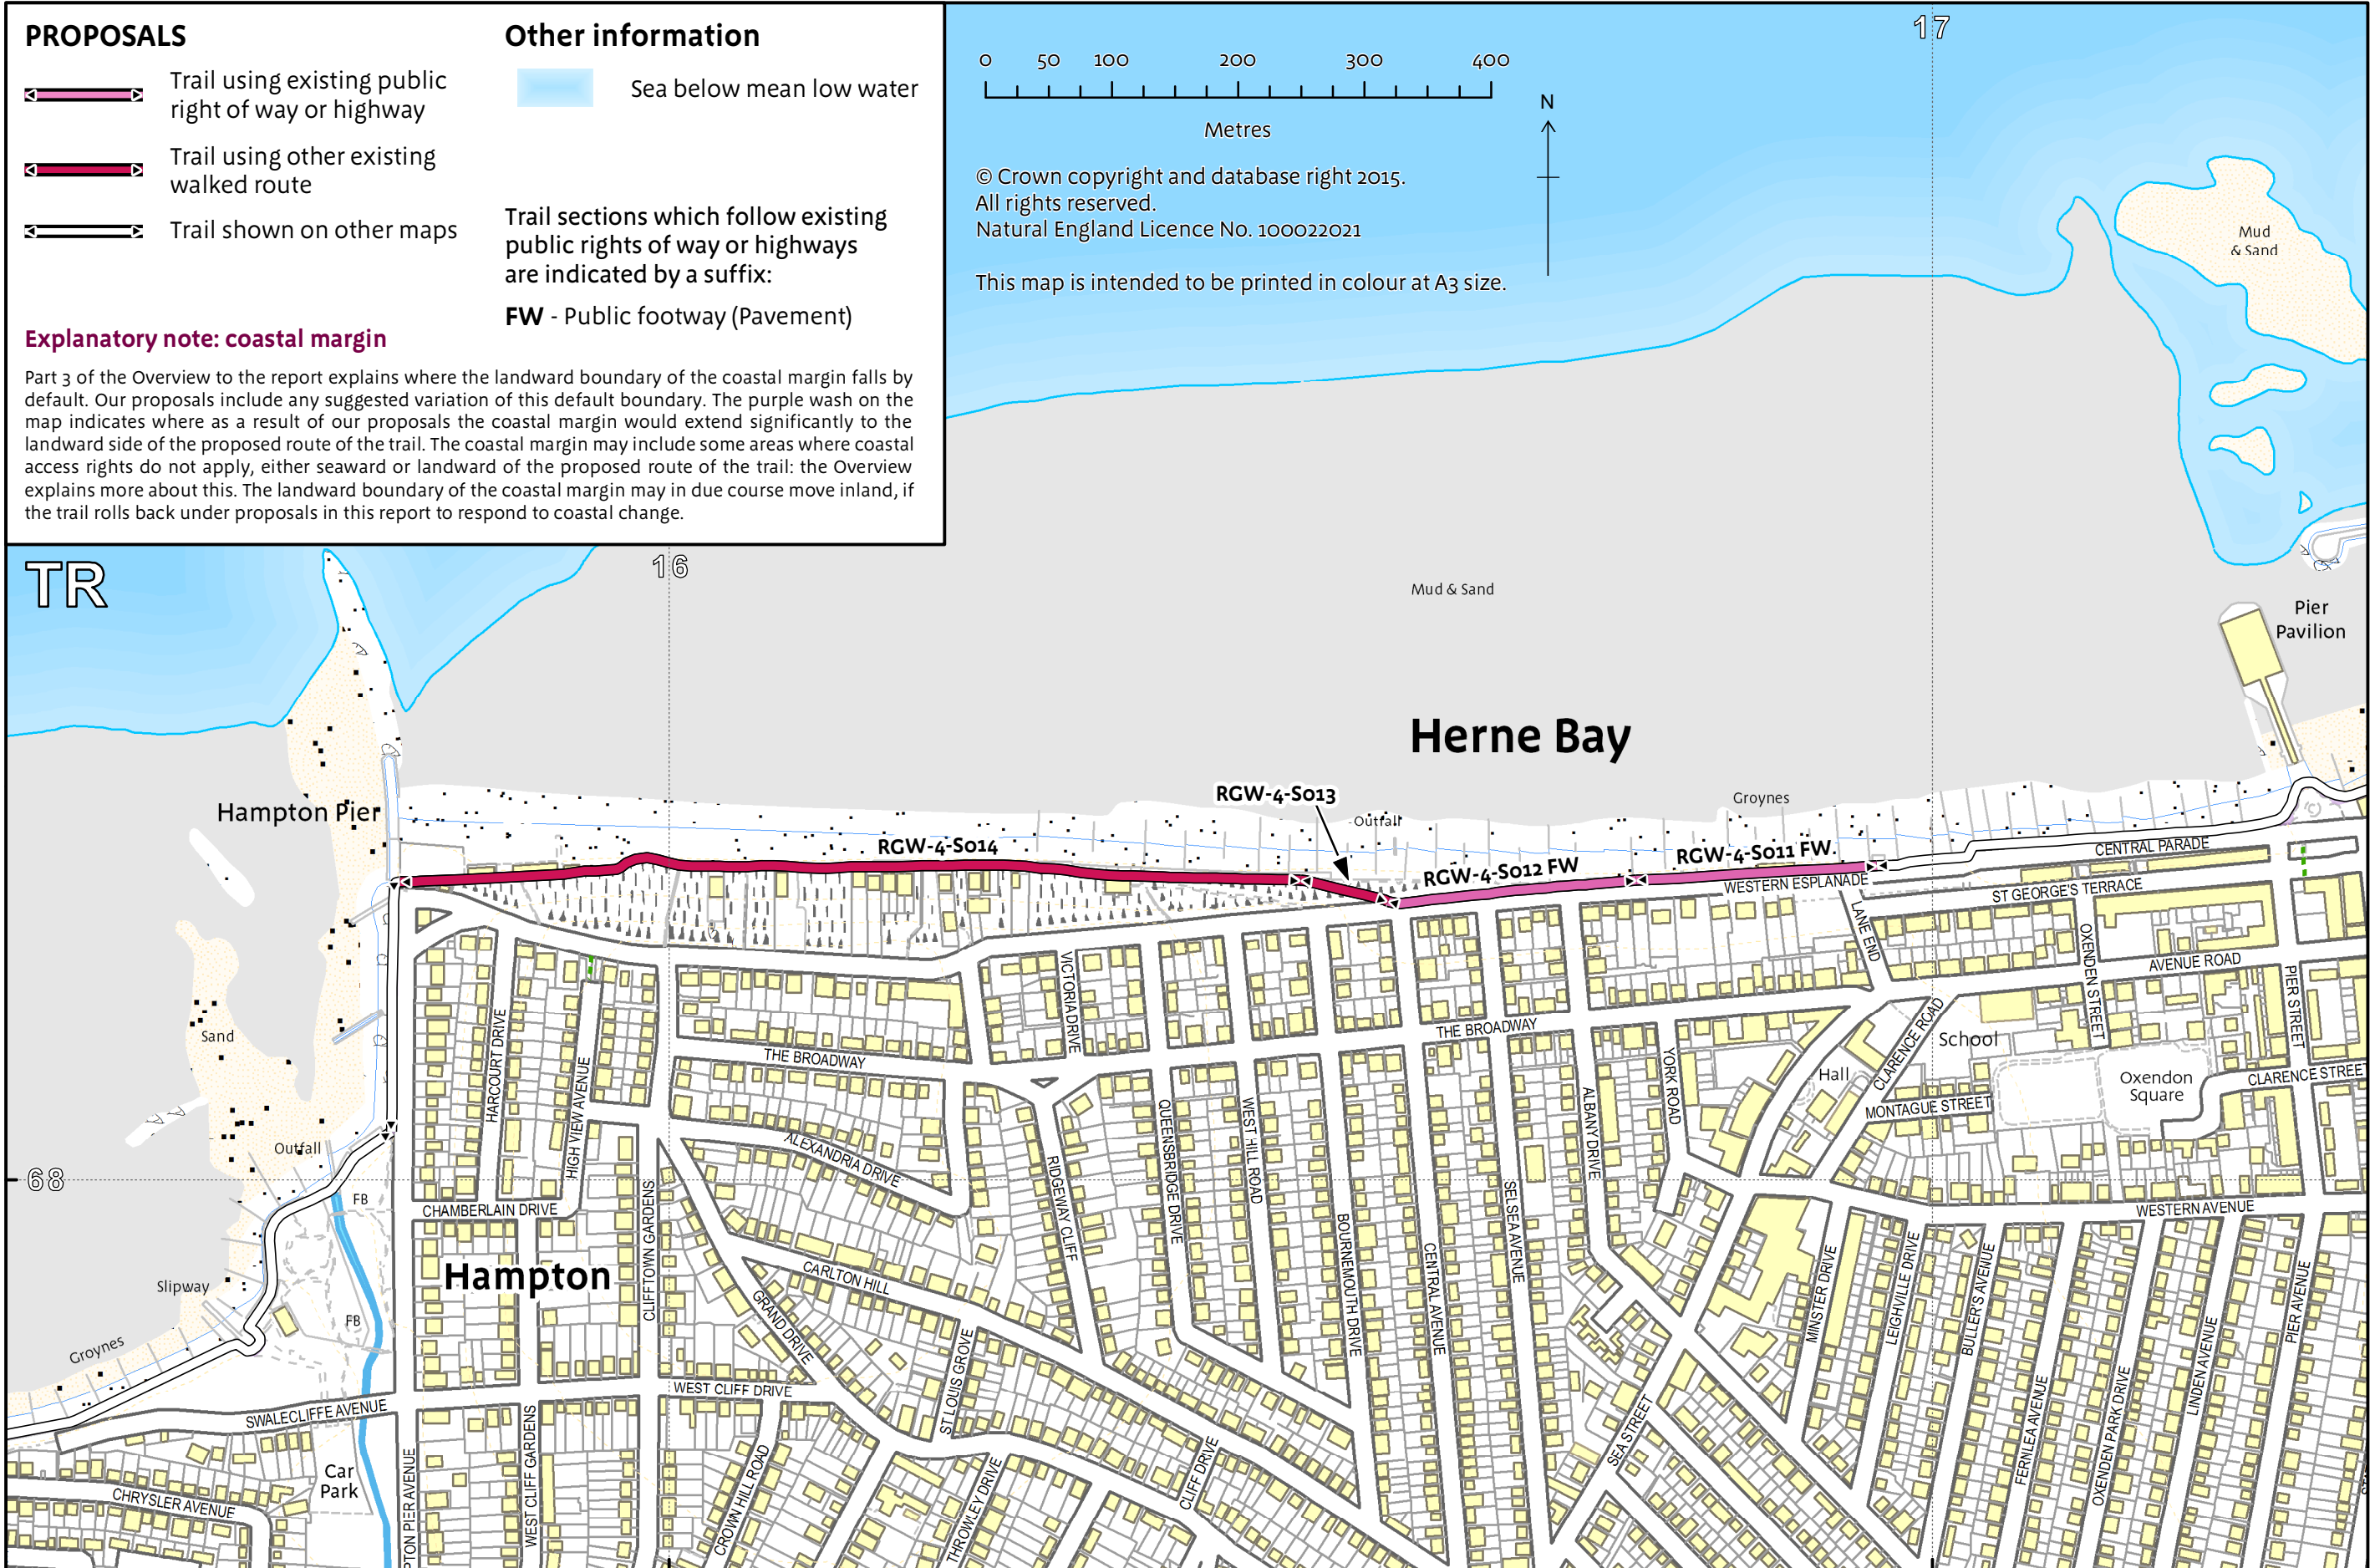 PROPOSALS
Trail using existing public
right of way or highway
Trail using other existing
walked route
Trail shown on other maps
Other information
Sea below mean low water
Trail sections which follow existing
public rights of way or highways
are indicated by a suffix:
FW - Public footway (Pavement)
Explanatory note: coastal margin
Part 3 of the Overview to the report explains where the landward boundary of the coastal margin falls by
default. Our proposals include any suggested variation of this default boundary. The purple wash on the
map indicates where as a result of our proposals the coastal margin would extend significantly to the
landward side of the proposed route of the trail. The coastal margin may include some areas where coastal
access rights do not apply, either seaward or landward of the proposed route of the trail: the Overview
explains more about this. The landward boundary of the coastal margin may in due course move inland, if
the trail rolls back under proposals in this report to respond to coastal change.
0 50 100 200 300 400
Metres
N
© Crown copyright and database right 2015.
All rights reserved.
Natural England Licence No. 100022021
This map is intended to be printed in colour at A3 size.
17
Mud
& Sand
TR
16
Mud & Sand
Pier
Pavilion
Herne Bay
Hampton Pier
RGW-4-S013
Outfall
Groynes
RGW-4-S014
RGW-4-S012 FW
RGW-4-S011 FW
CENTRAL PARADE
WESTERN ESPLANADE
ST GEORGE'S TERRACE
LANE END
OXENDEN STREET
AVENUE ROAD
PIER STREET
VICTORIA DRIVE
THE BROADWAY
THE BROADWAY
HARCOURT DRIVE
HIGH VIEW AVENUE
Sand
CLARENCE ROAD
School
Hall
Oxendon
Square
CLARENCE STREET
MONTAGUE STREET
YORK ROAD
ALBANY DRIVE
QUEENSBRIDGE DRIVE
WEST HILL ROAD
ALEXANDRIA DRIVE
RIDGEWAY CLIFF
Outfall
68
FB
CHAMBERLAIN DRIVE
CLIFFTOWN GARDENS
Hampton
BOURNEMOUTH DRIVE
CENTRAL AVENUE
SELSEA AVENUE
WESTERN AVENUE
Slipway
FB
Groynes
CARLTON HILL
GRAND DRIVE
MINSTER DRIVE
LEIGHVILLE DRIVE
BULLER'S AVENUE
PIER AVENUE
LINDEN AVENUE
FERNLEA AVENUE
OXENDEN PARK DRIVE
ST LOUIS GROVE
WEST CLIFF DRIVE
SWALECLIFFE AVENUE
SEA STREET
Car
Park
CHRYSLER AVENUE
PTON PIER AVENUE
WEST CLIFF GARDENS
CROWN HILL ROAD
THROWLEY DRIVE
CLIFF DRIVE